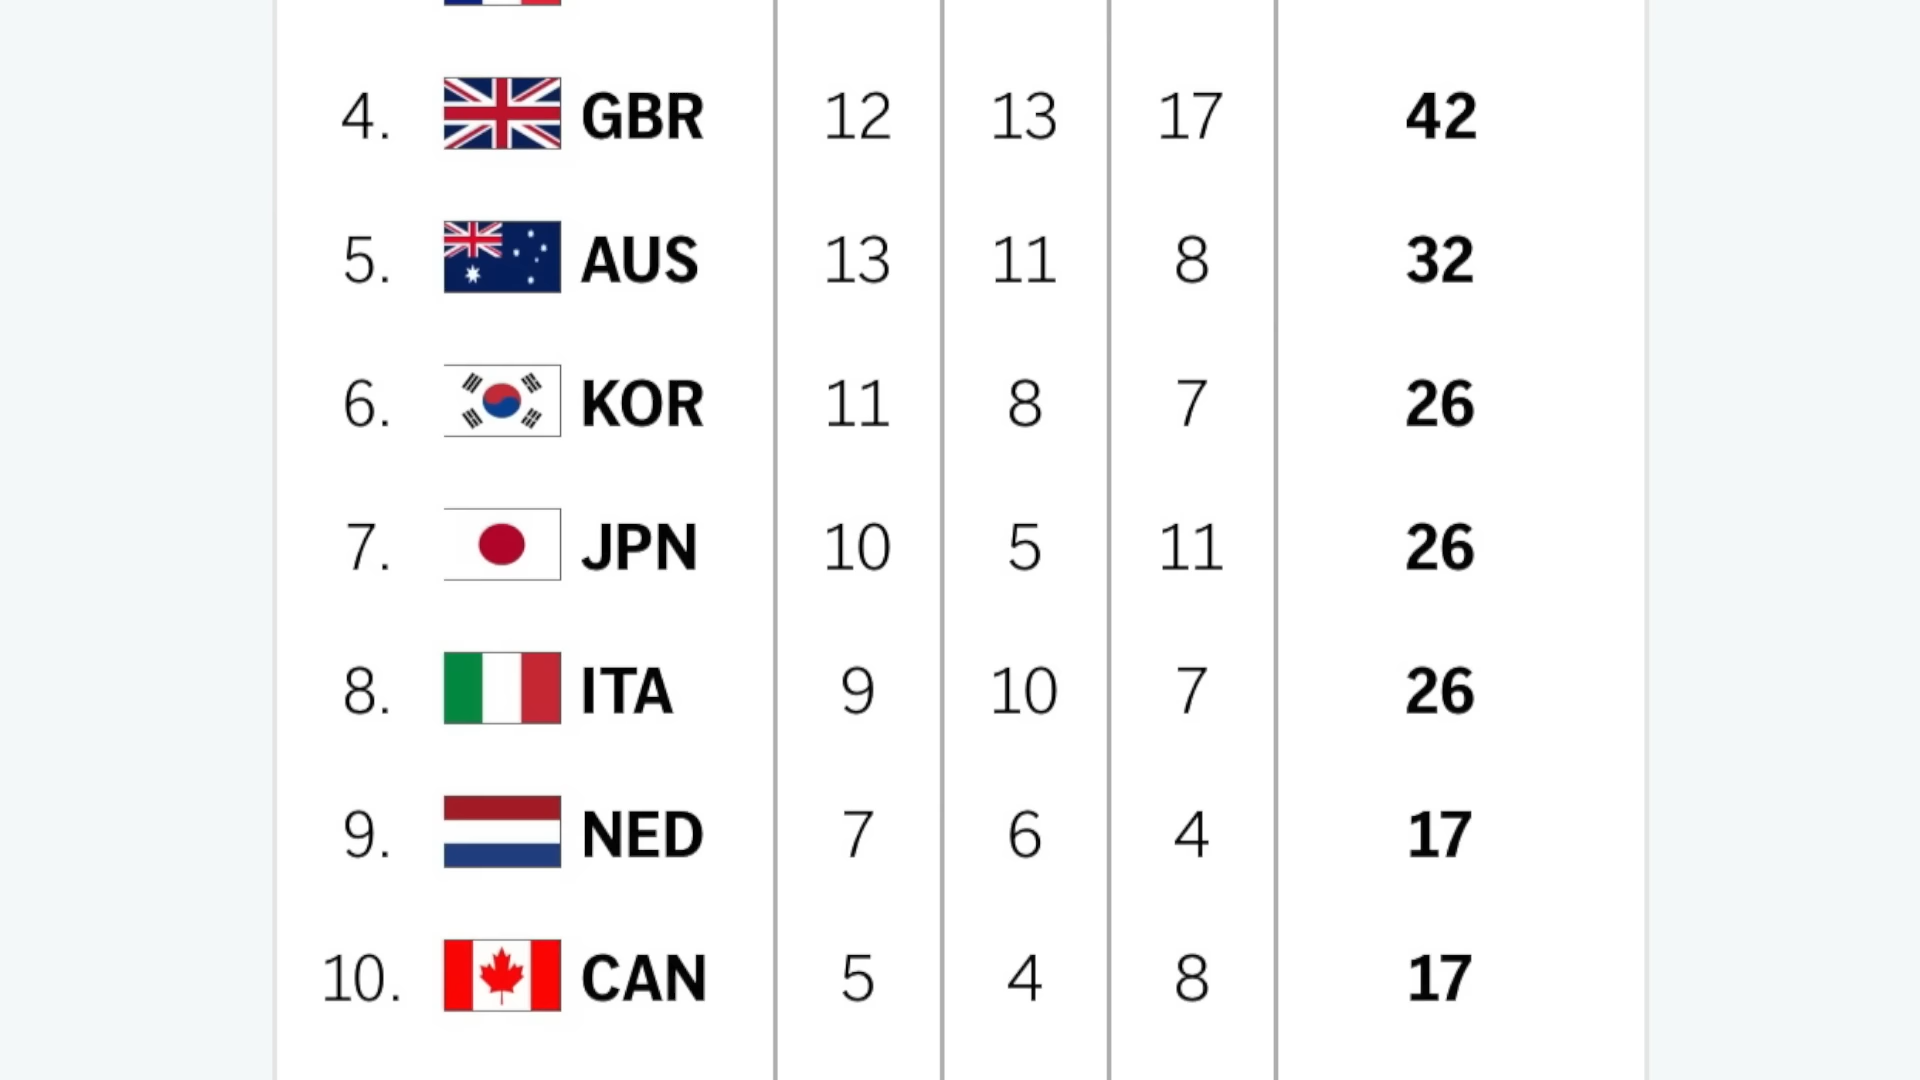 4. GBR 12 13 17 42
5. AUS 13 11 8 32
6. KOR 11 8 7 26
7. JPN 10 5 11 26
8. ITA 9 10 7 26
9. NED 7 6 4 17
10. CAN 5 4 8 17